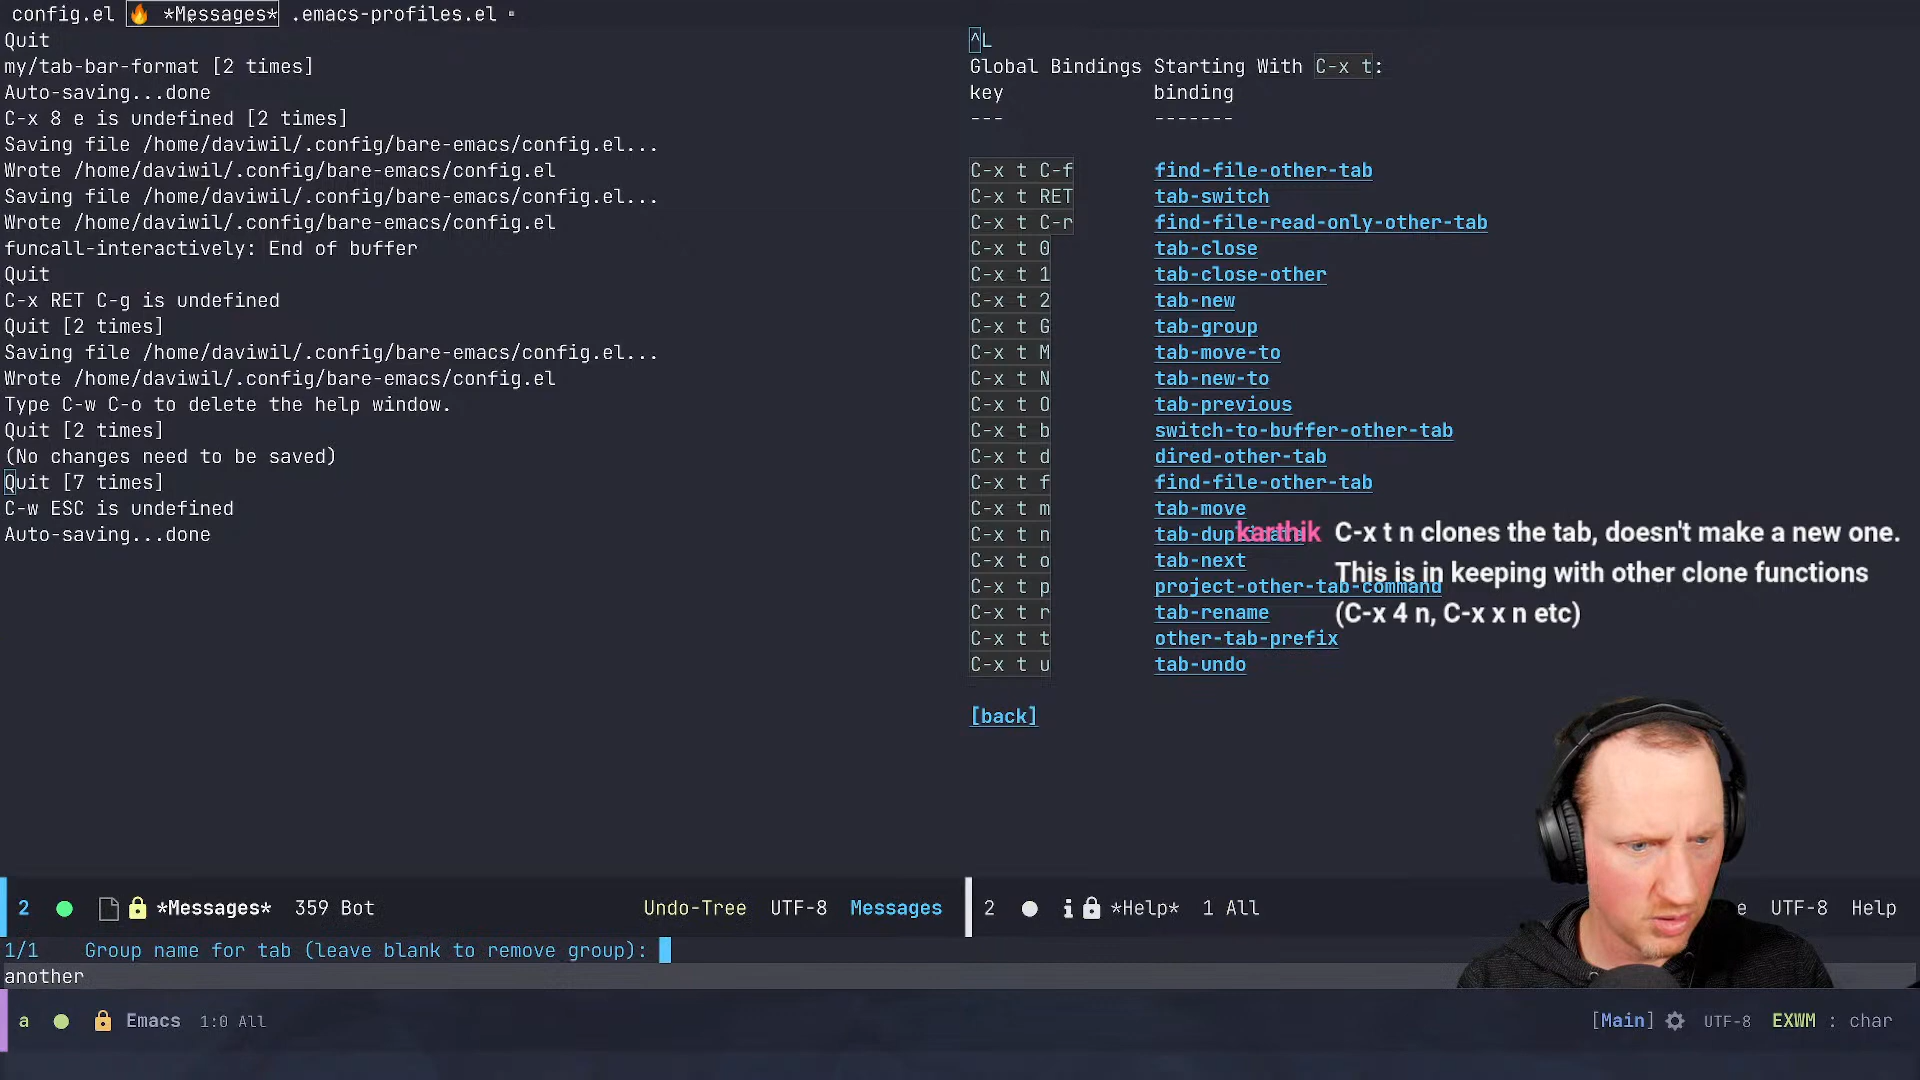 config.el 🔥 *Messages* .emacs-profiles.el
Quit
my/tab-bar-format [2 times]
Auto-saving...done
C-x 8 e is undefined [2 times]
Saving file /home/daviwil/.config/bare-emacs/config.el...
Wrote /home/daviwil/.config/bare-emacs/config.el
Saving file /home/daviwil/.config/bare-emacs/config.el...
Wrote /home/daviwil/.config/bare-emacs/config.el
funcall-interactively: End of buffer
Quit
C-x RET C-g is undefined
Quit [2 times]
Saving file /home/daviwil/.config/bare-emacs/config.el...
Wrote /home/daviwil/.config/bare-emacs/config.el
Type C-w C-o to delete the help window.
Quit [2 times]
(No changes need to be saved)
Quit [7 times]
C-w ESC is undefined
Auto-saving...done
^L
Global Bindings Starting With C-x t:
key binding
--- -------
C-x t C-f find-file-other-tab
C-x t RET tab-switch
C-x t C-r find-file-read-only-other-tab
C-x t 0 tab-close
C-x t 1 tab-close-other
C-x t 2 tab-new
C-x t G tab-group
C-x t M tab-move-to
C-x t N tab-new-to
C-x t O tab-previous
C-x t b switch-to-buffer-other-tab
C-x t d dired-other-tab
C-x t f find-file-other-tab
C-x t m tab-move
C-x t n tab-duplicate
C-x t o tab-next
C-x t p project-other-tab-command
C-x t r tab-rename
C-x t t other-tab-prefix
C-x t u tab-undo
[back]
karthik C-x t n clones the tab, doesn't make a new one.
This is in keeping with other clone functions
(C-x 4 n, C-x x n etc)
2 *Messages* 359 Bot Undo-Tree UTF-8 Messages
2 *Help* 1 All e UTF-8 Help
1/1 Group name for tab (leave blank to remove group):
another
a Emacs 1:0 All [Main] UTF-8 EXWM : char